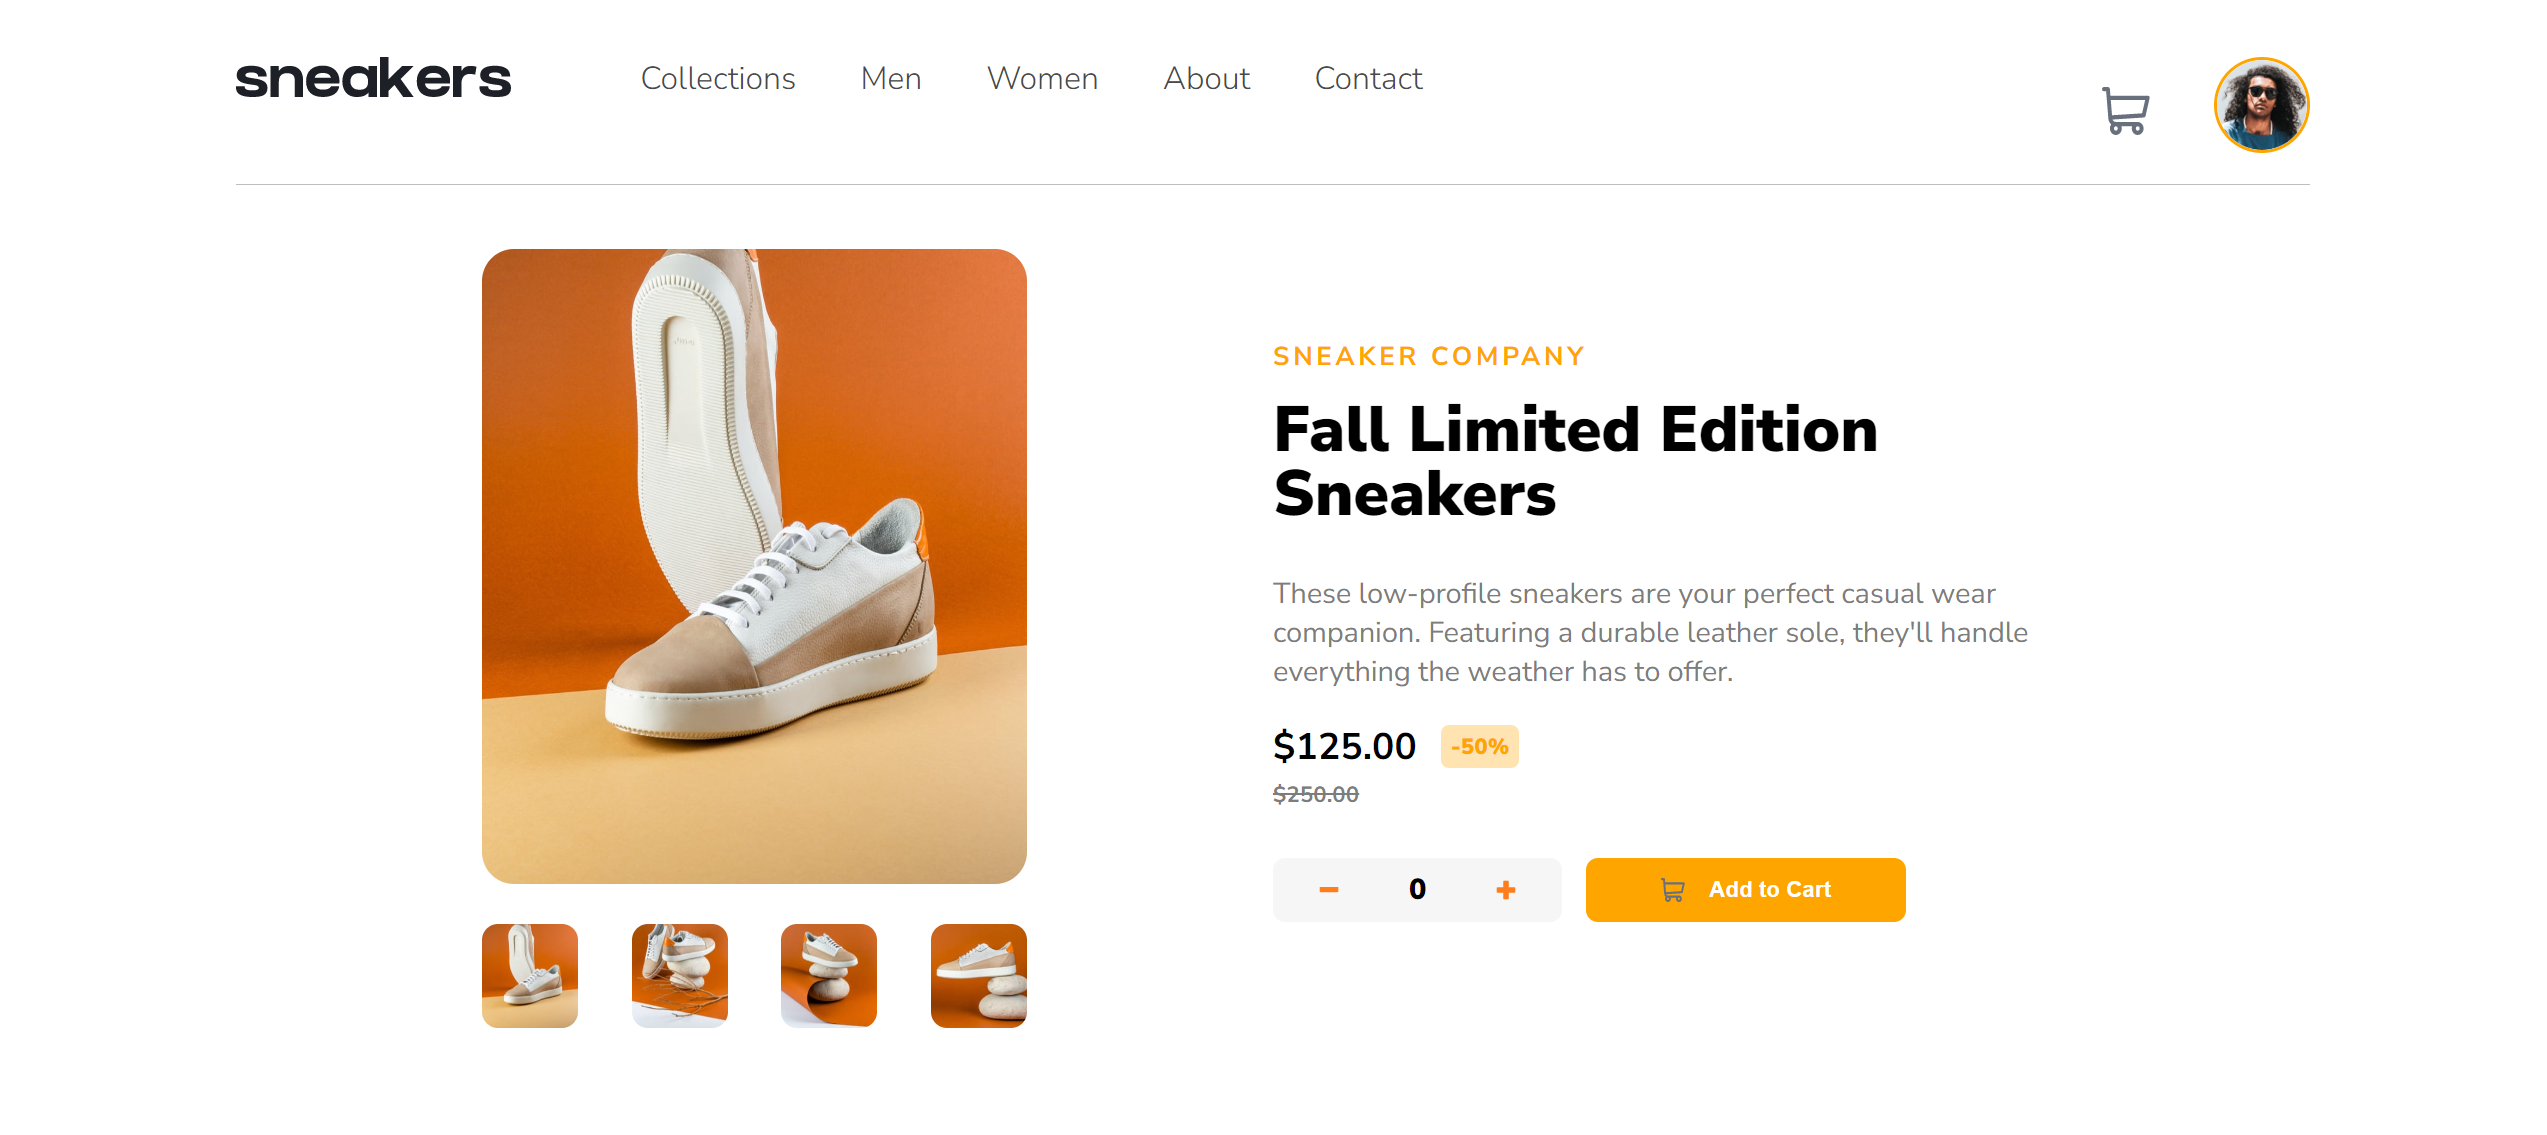 sneakers
Collections Men Women About Contact
SNEAKER COMPANY
Fall Limited Edition
Sneakers
These low-profile sneakers are your perfect casual wear
companion. Featuring a durable leather sole, they'll handle
everything the weather has to offer.
$125.00 -50%
$250.00
0 Add to Cart